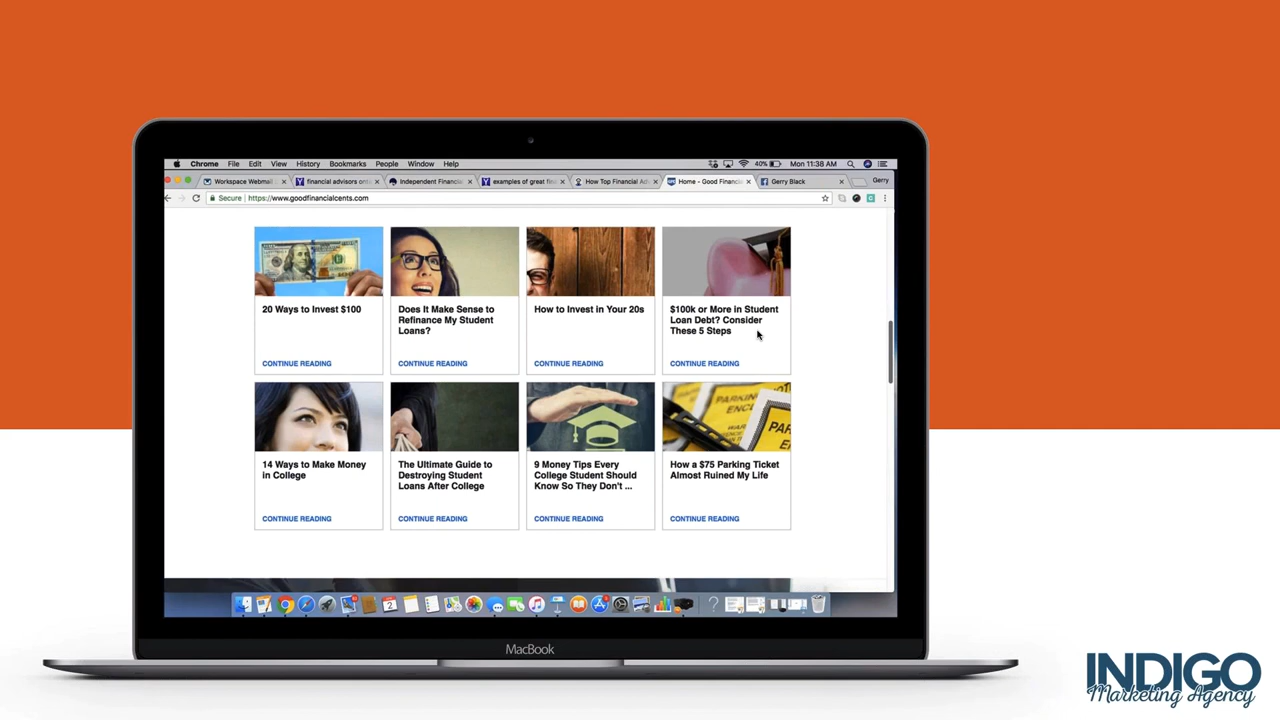 Chrome File Edit View History Bookmarks People Window Help
40% Mon 11:38 AM
Workspace Webmail
financial advisors onta
Independent Financia
examples of great fin
How Top Financial Ad
Home - Good Financia
Gerry Black
Gerry
Secure https://www.goodfinancialcents.com
20 Ways to Invest $100
CONTINUE READING
Does It Make Sense to
Refinance My Student
Loans?
CONTINUE READING
How to Invest in Your 20s
CONTINUE READING
$100k or More in Student
Loan Debt? Consider
These 5 Steps
CONTINUE READING
14 Ways to Make Money
in College
CONTINUE READING
The Ultimate Guide to
Destroying Student
Loans After College
CONTINUE READING
9 Money Tips Every
College Student Should
Know So They Don't ...
CONTINUE READING
PARKING
How a $75 Parking Ticket
Almost Ruined My Life
CONTINUE READING
MacBook
INDIGO
Marketing Agency